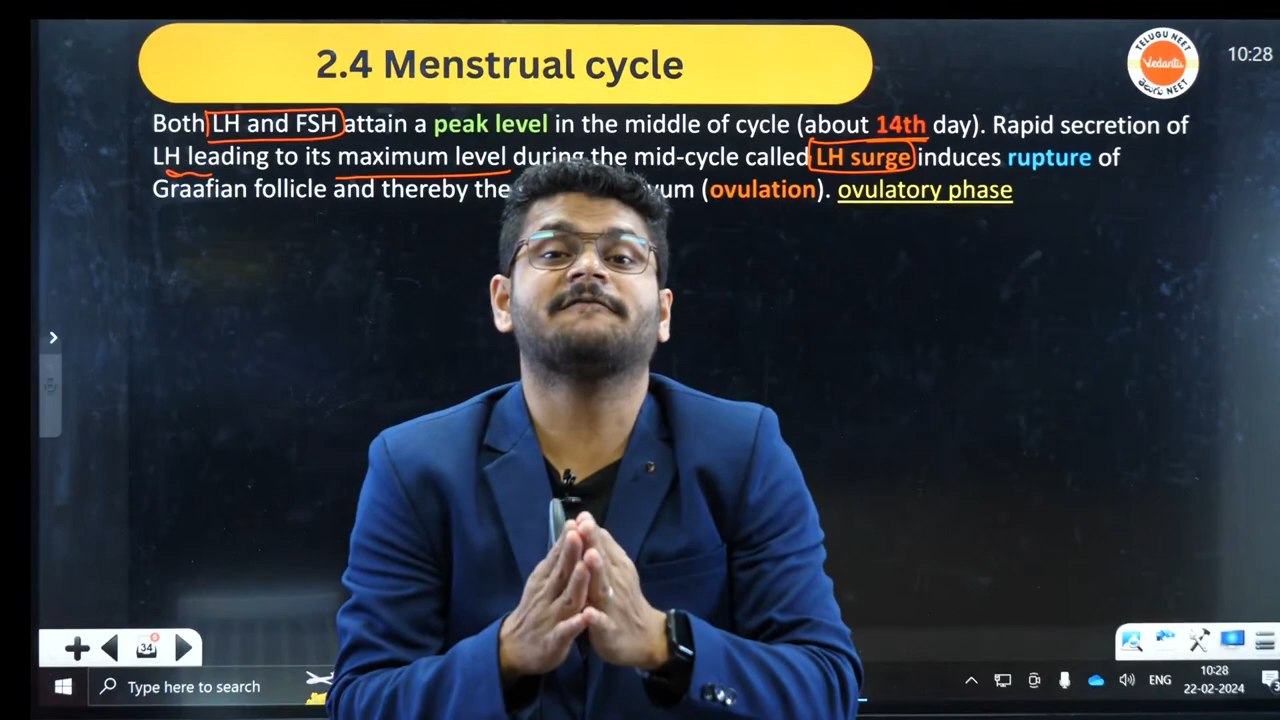 2.4 Menstrual cycle
TELUGU NEET
Vedantu
తెలుగు NEET
10:28
Both LH and FSH attain a peak level in the middle of cycle (about 14th day). Rapid secretion of
LH leading to its maximum level during the mid-cycle called LH surge induces rupture of
Graafian follicle and thereby the (ovulation). ovulatory phase
34
Type here to search
ENG
10:28
22-02-2024